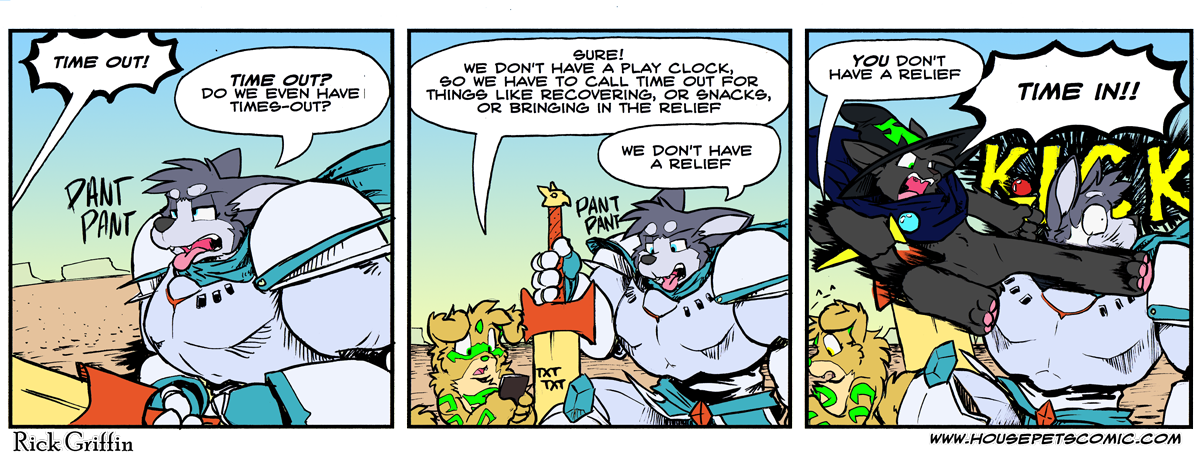 TIME OUT!
TIME OUT?
DO WE EVEN HAVE
TIMES-OUT?
PANT
PANT
SURE!
WE DON'T HAVE A PLAY CLOCK,
SO WE HAVE TO CALL TIME OUT FOR
THINGS LIKE RECOVERING, OR SNACKS,
OR BRINGING IN THE RELIEF
WE DON'T HAVE
A RELIEF
PANT
PANT
TXT
TXT
YOU DON'T
HAVE A RELIEF
TIME IN!!
KICK
Rick Griffin
WWW.HOUSEPETSCOMIC.COM